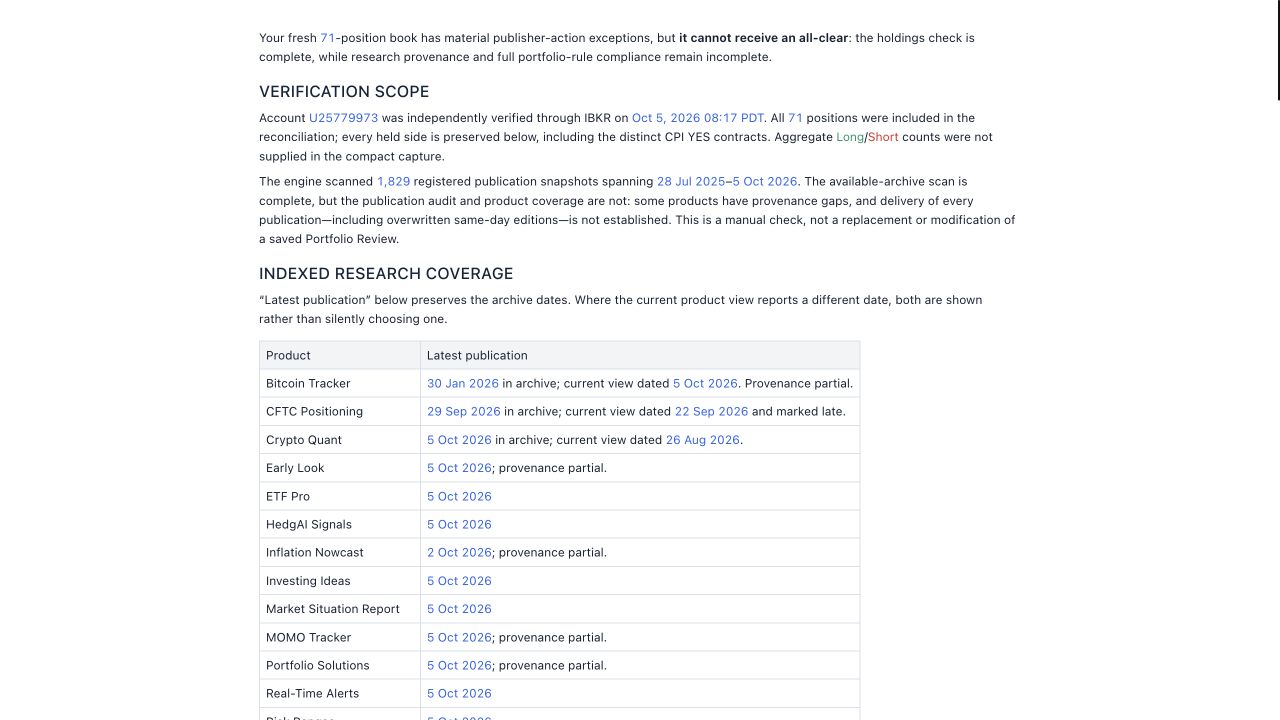 Your fresh 71-position book has material publisher-action exceptions, but it cannot receive an all-clear: the holdings check is
complete, while research provenance and full portfolio-rule compliance remain incomplete.
VERIFICATION SCOPE
Account U25779973 was independently verified through IBKR on Oct 5, 2026 08:17 PDT. All 71 positions were included in the
reconciliation; every held side is preserved below, including the distinct CPI YES contracts. Aggregate Long/Short counts were not
supplied in the compact capture.
The engine scanned 1,829 registered publication snapshots spanning 28 Jul 2025–5 Oct 2026. The available-archive scan is
complete, but the publication audit and product coverage are not: some products have provenance gaps, and delivery of every
publication—including overwritten same-day editions—is not established. This is a manual check, not a replacement or modification of
a saved Portfolio Review.
INDEXED RESEARCH COVERAGE
“Latest publication” below preserves the archive dates. Where the current product view reports a different date, both are shown
rather than silently choosing one.
Product Latest publication
Bitcoin Tracker 30 Jan 2026 in archive; current view dated 5 Oct 2026. Provenance partial.
CFTC Positioning 29 Sep 2026 in archive; current view dated 22 Sep 2026 and marked late.
Crypto Quant 5 Oct 2026 in archive; current view dated 26 Aug 2026.
Early Look 5 Oct 2026; provenance partial.
ETF Pro 5 Oct 2026
HedgAI Signals 5 Oct 2026
Inflation Nowcast 2 Oct 2026; provenance partial.
Investing Ideas 5 Oct 2026
Market Situation Report 5 Oct 2026
MOMO Tracker 5 Oct 2026; provenance partial.
Portfolio Solutions 5 Oct 2026; provenance partial.
Real-Time Alerts 5 Oct 2026